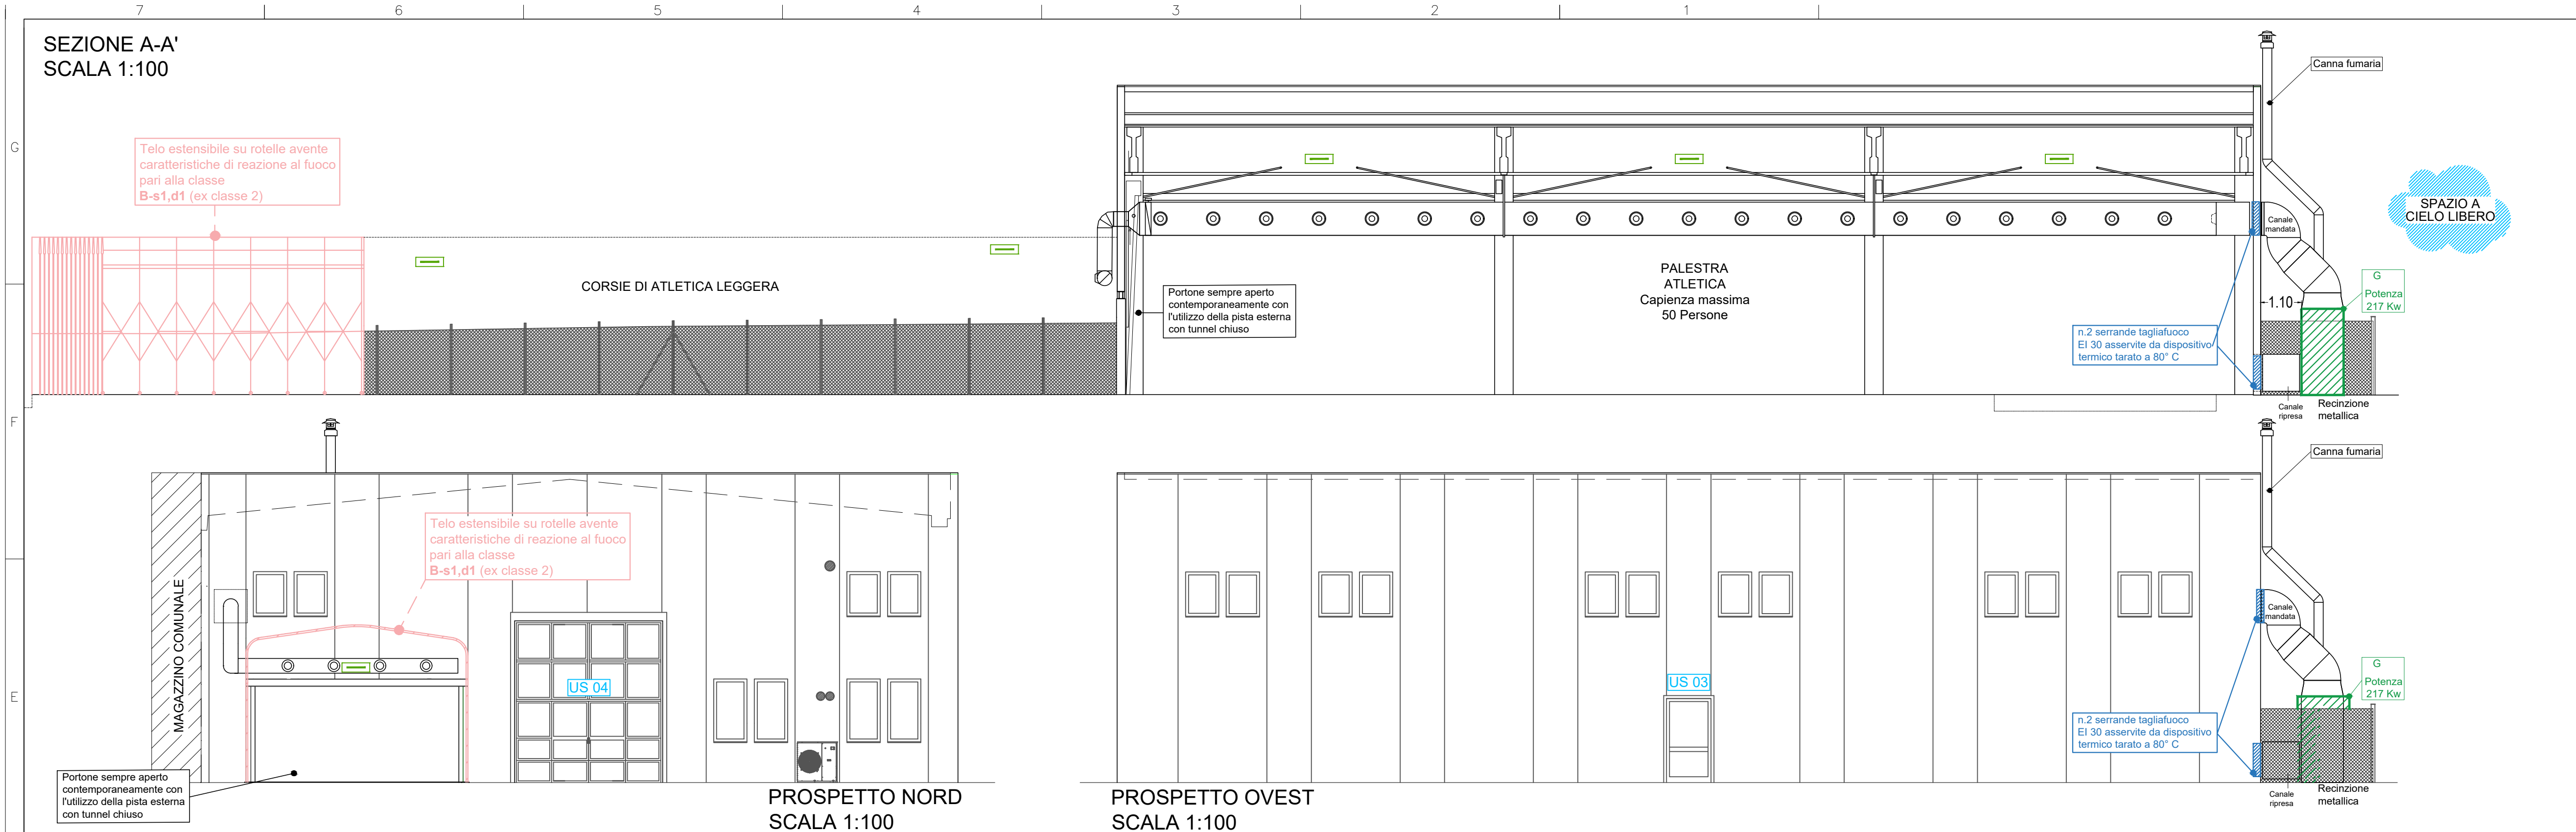 7 6 5 4 3 2 1
SEZIONE A-A'
SCALA 1:100
Canna fumaria
G
Telo estensibile su rotelle avente
caratteristiche di reazione al fuoco
pari alla classe
B-s1,d1 (ex classe 2)
SPAZIO A
CIELO LIBERO
Canale
mandata
CORSIE DI ATLETICA LEGGERA
PALESTRA
ATLETICA
Capienza massima
50 Persone
Portone sempre aperto
contemporaneamente con
l'utilizzo della pista esterna
con tunnel chiuso
1.10
G
Potenza
217 Kw
n.2 serrande tagliafuoco
EI 30 asservite da dispositivo
termico tarato a 80° C
Canale
ripresa
Recinzione
metallica
F
Canna fumaria
Telo estensibile su rotelle avente
caratteristiche di reazione al fuoco
pari alla classe
B-s1,d1 (ex classe 2)
MAGAZZINO COMUNALE
Canale
mandata
US 04
US 03
G
Potenza
217 Kw
E
n.2 serrande tagliafuoco
EI 30 asservite da dispositivo
termico tarato a 80° C
Portone sempre aperto
contemporaneamente con
l'utilizzo della pista esterna
con tunnel chiuso
Canale
ripresa
Recinzione
metallica
PROSPETTO NORD
SCALA 1:100
PROSPETTO OVEST
SCALA 1:100